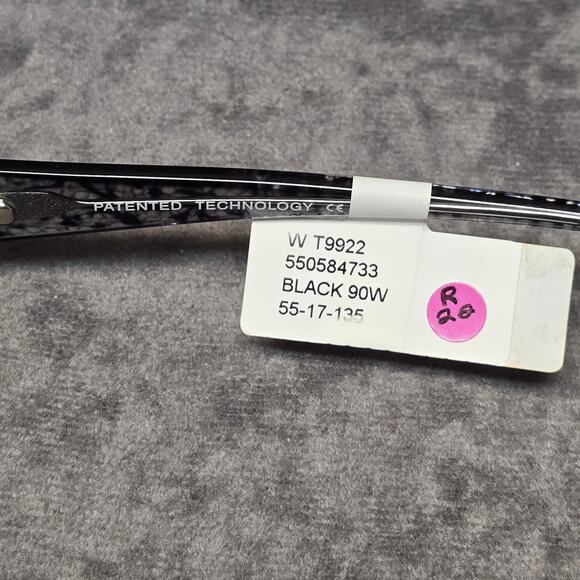 PATENTED TECHNOLOGY CE
W T9922
550584733
BLACK 90W
55-17-135
R
20